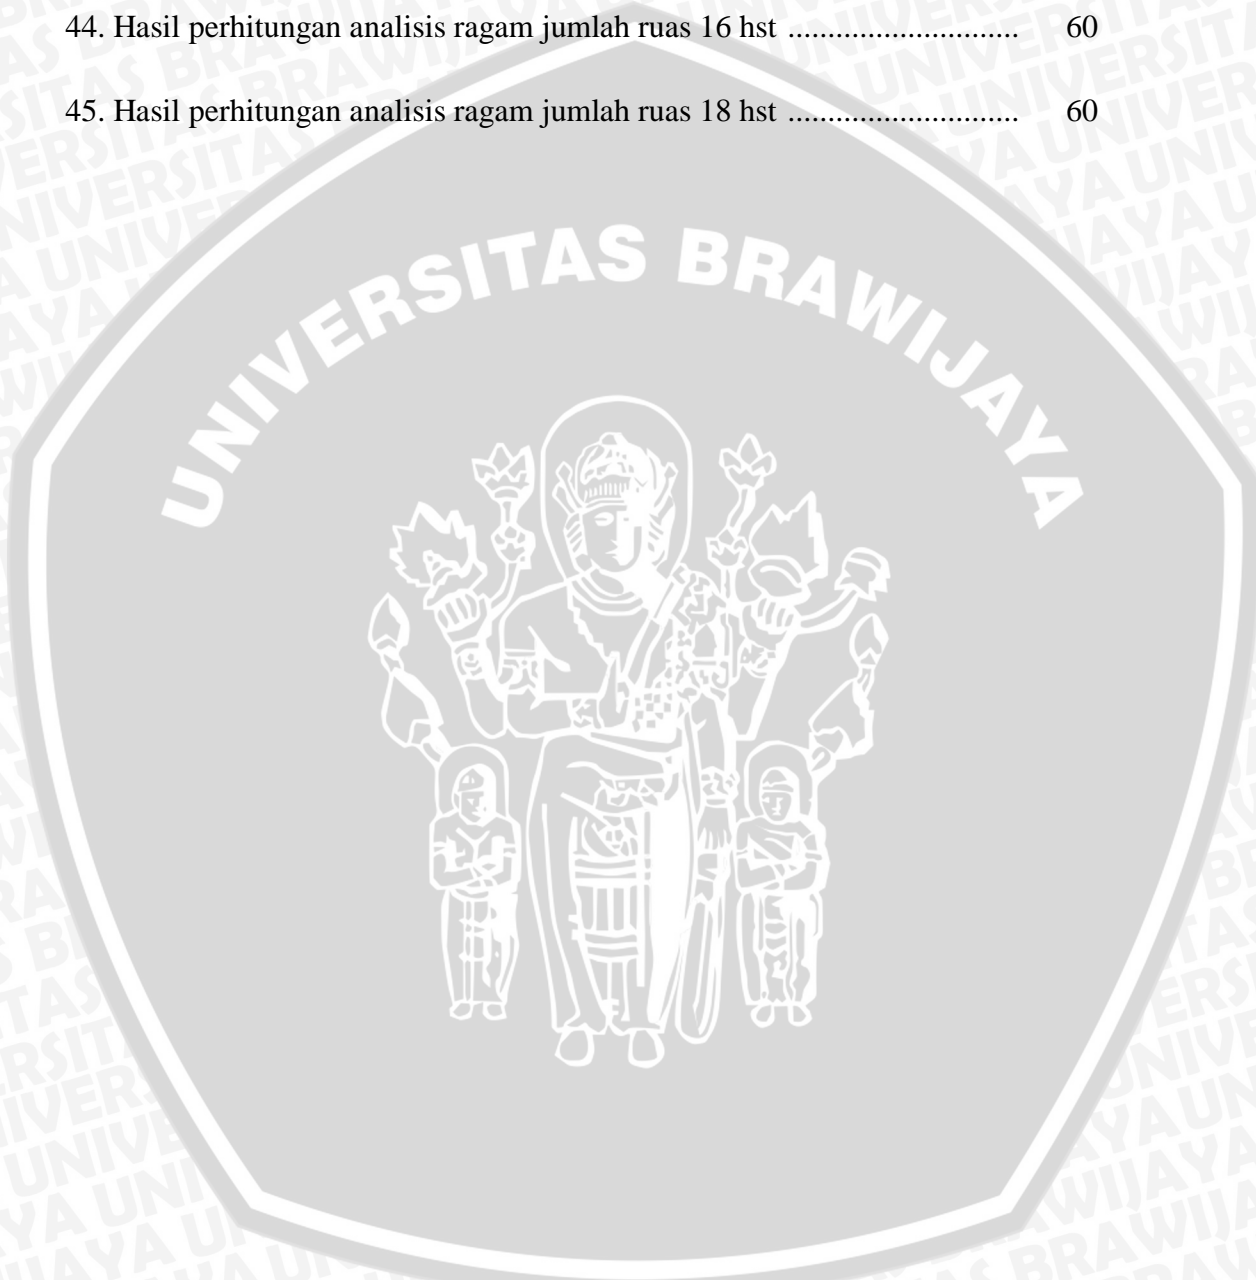 44. Hasil perhitungan analisis ragam jumlah ruas 16 hst ............................. 60
45. Hasil perhitungan analisis ragam jumlah ruas 18 hst ............................. 60
UNIVERSITAS BRAWIJAYA